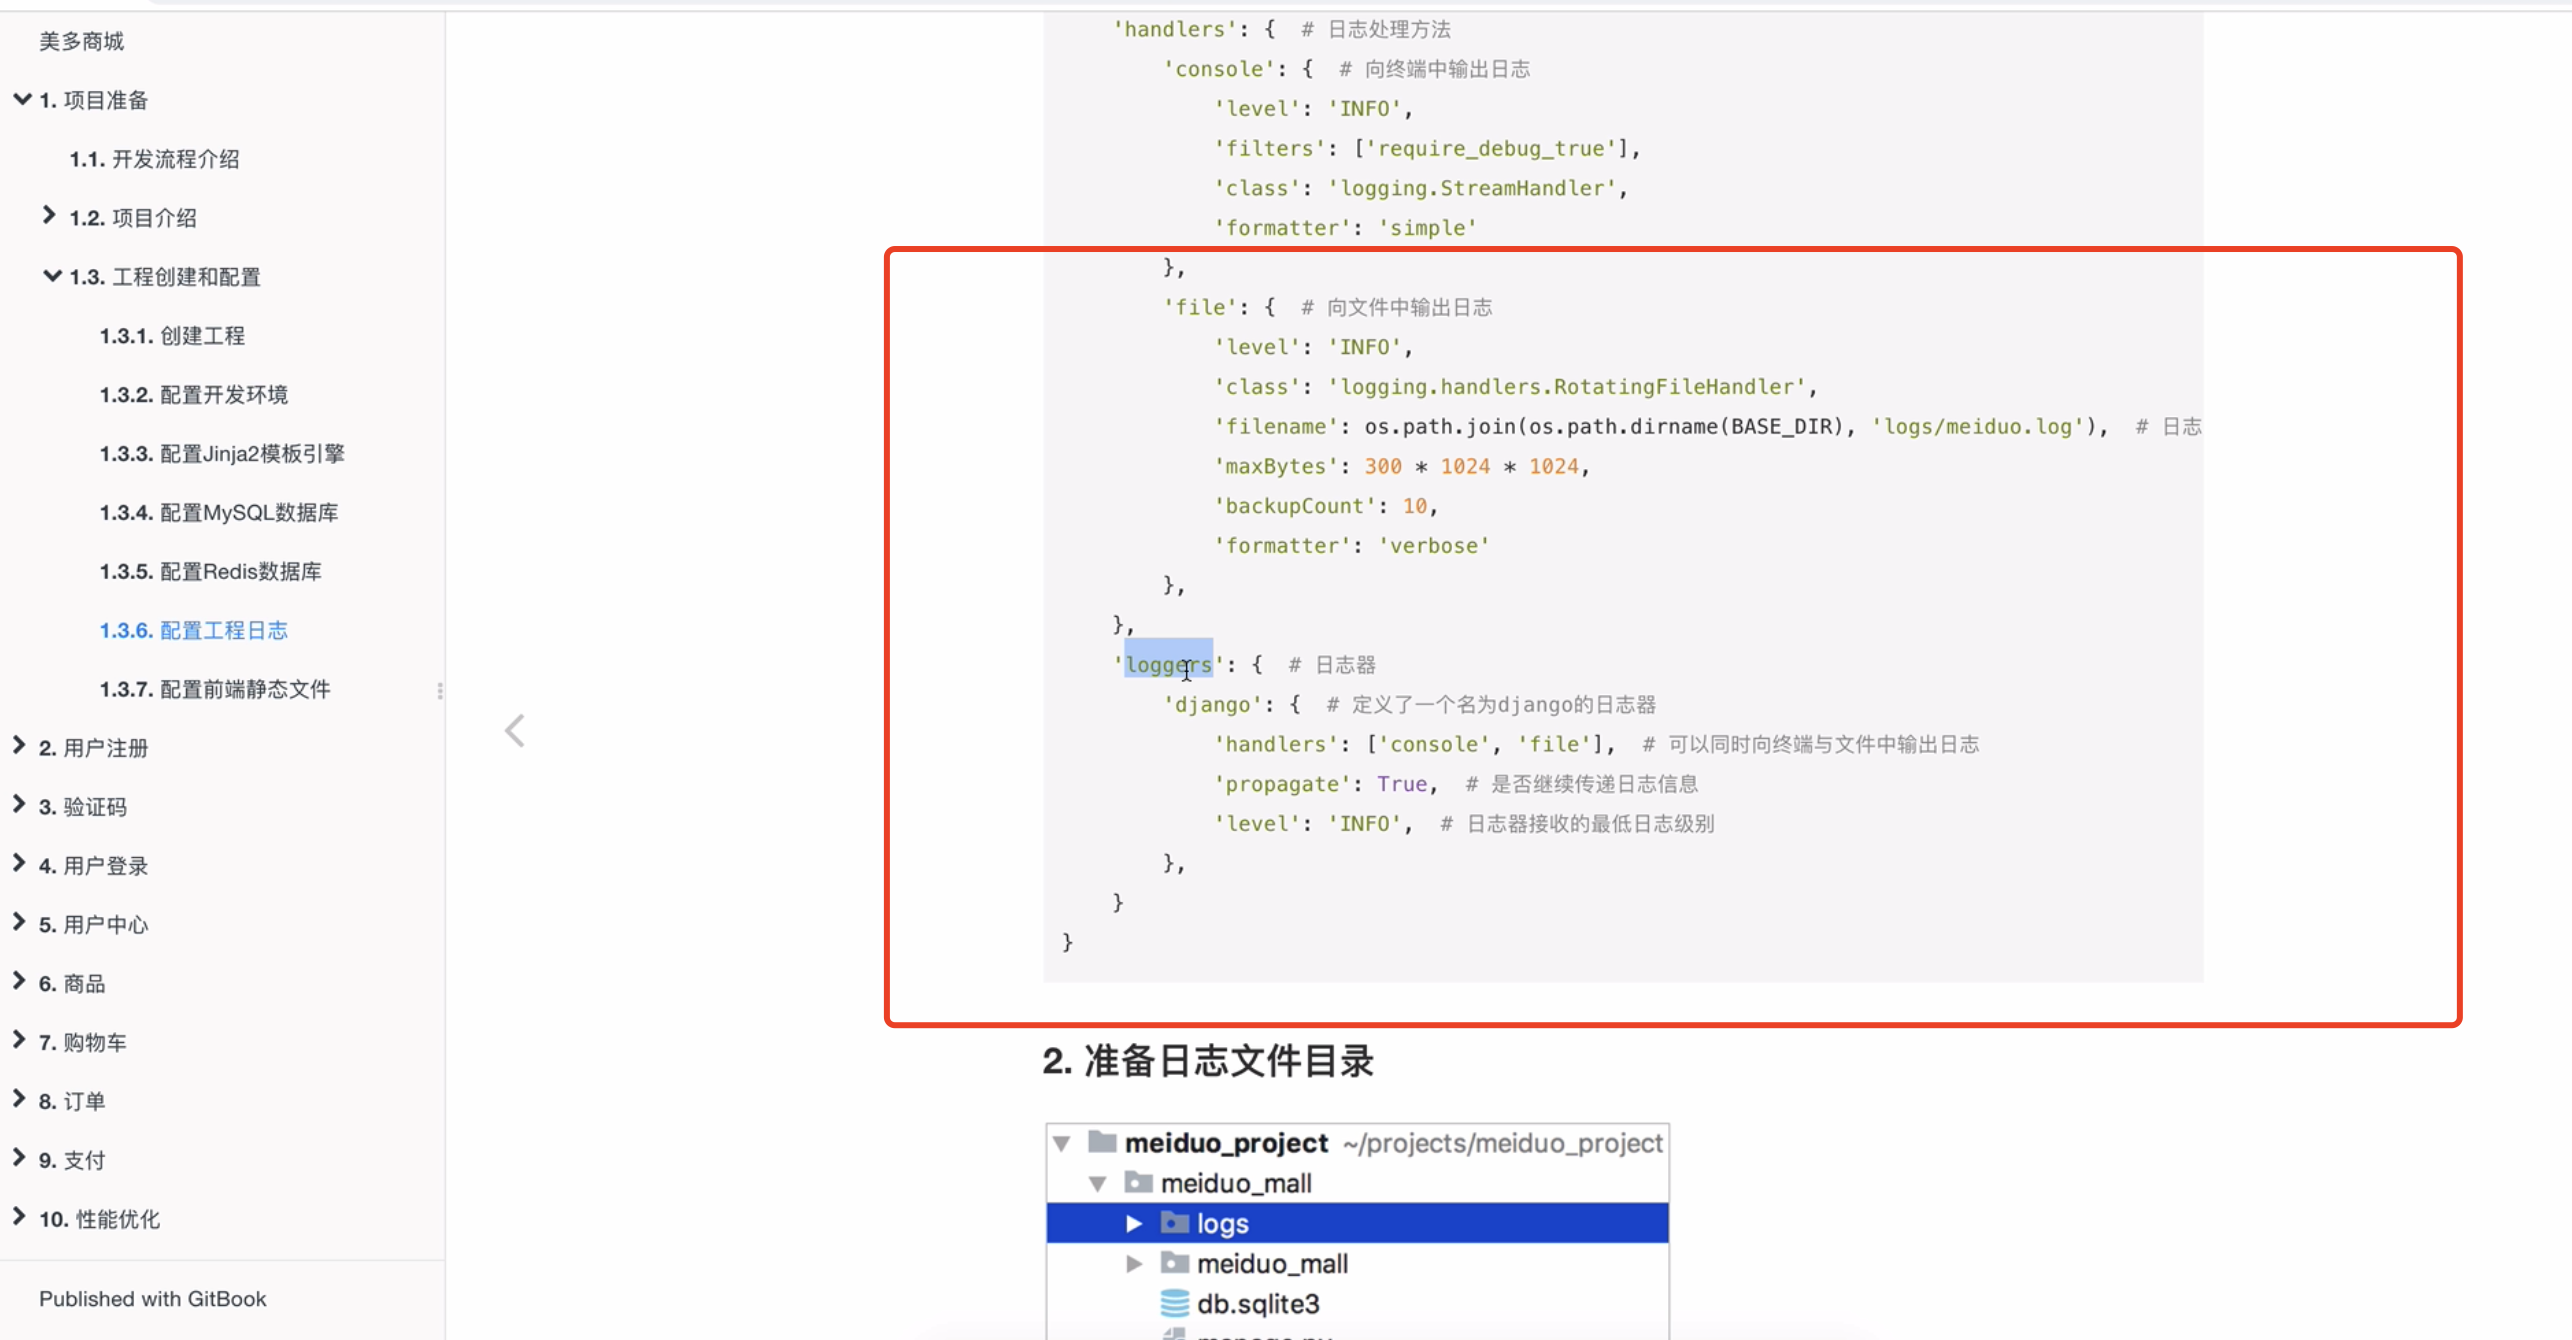 美多商城
1. 项目准备
1.1. 开发流程介绍
1.2. 项目介绍
1.3. 工程创建和配置
1.3.1. 创建工程
1.3.2. 配置开发环境
1.3.3. 配置Jinja2模板引擎
1.3.4. 配置MySQL数据库
1.3.5. 配置Redis数据库
1.3.6. 配置工程日志
1.3.7. 配置前端静态文件
2. 用户注册
3. 验证码
4. 用户登录
5. 用户中心
6. 商品
7. 购物车
8. 订单
9. 支付
10. 性能优化
Published with GitBook
'handlers': {  # 日志处理方法
'console': {  # 向终端中输出日志
'level': 'INFO',
'filters': ['require_debug_true'],
'class': 'logging.StreamHandler',
'formatter': 'simple'
},
'file': {  # 向文件中输出日志
'level': 'INFO',
'class': 'logging.handlers.RotatingFileHandler',
'filename': os.path.join(os.path.dirname(BASE_DIR), 'logs/meiduo.log'),  # 日志
'maxBytes': 300 * 1024 * 1024,
'backupCount': 10,
'formatter': 'verbose'
},
},
'loggers': {  # 日志器
'django': {  # 定义了一个名为django的日志器
'handlers': ['console', 'file'],  # 可以同时向终端与文件中输出日志
'propagate': True,  # 是否继续传递日志信息
'level': 'INFO',  # 日志器接收的最低日志级别
},
}
}
2. 准备日志文件目录
meiduo_project ~/projects/meiduo_project
meiduo_mall
logs
meiduo_mall
db.sqlite3